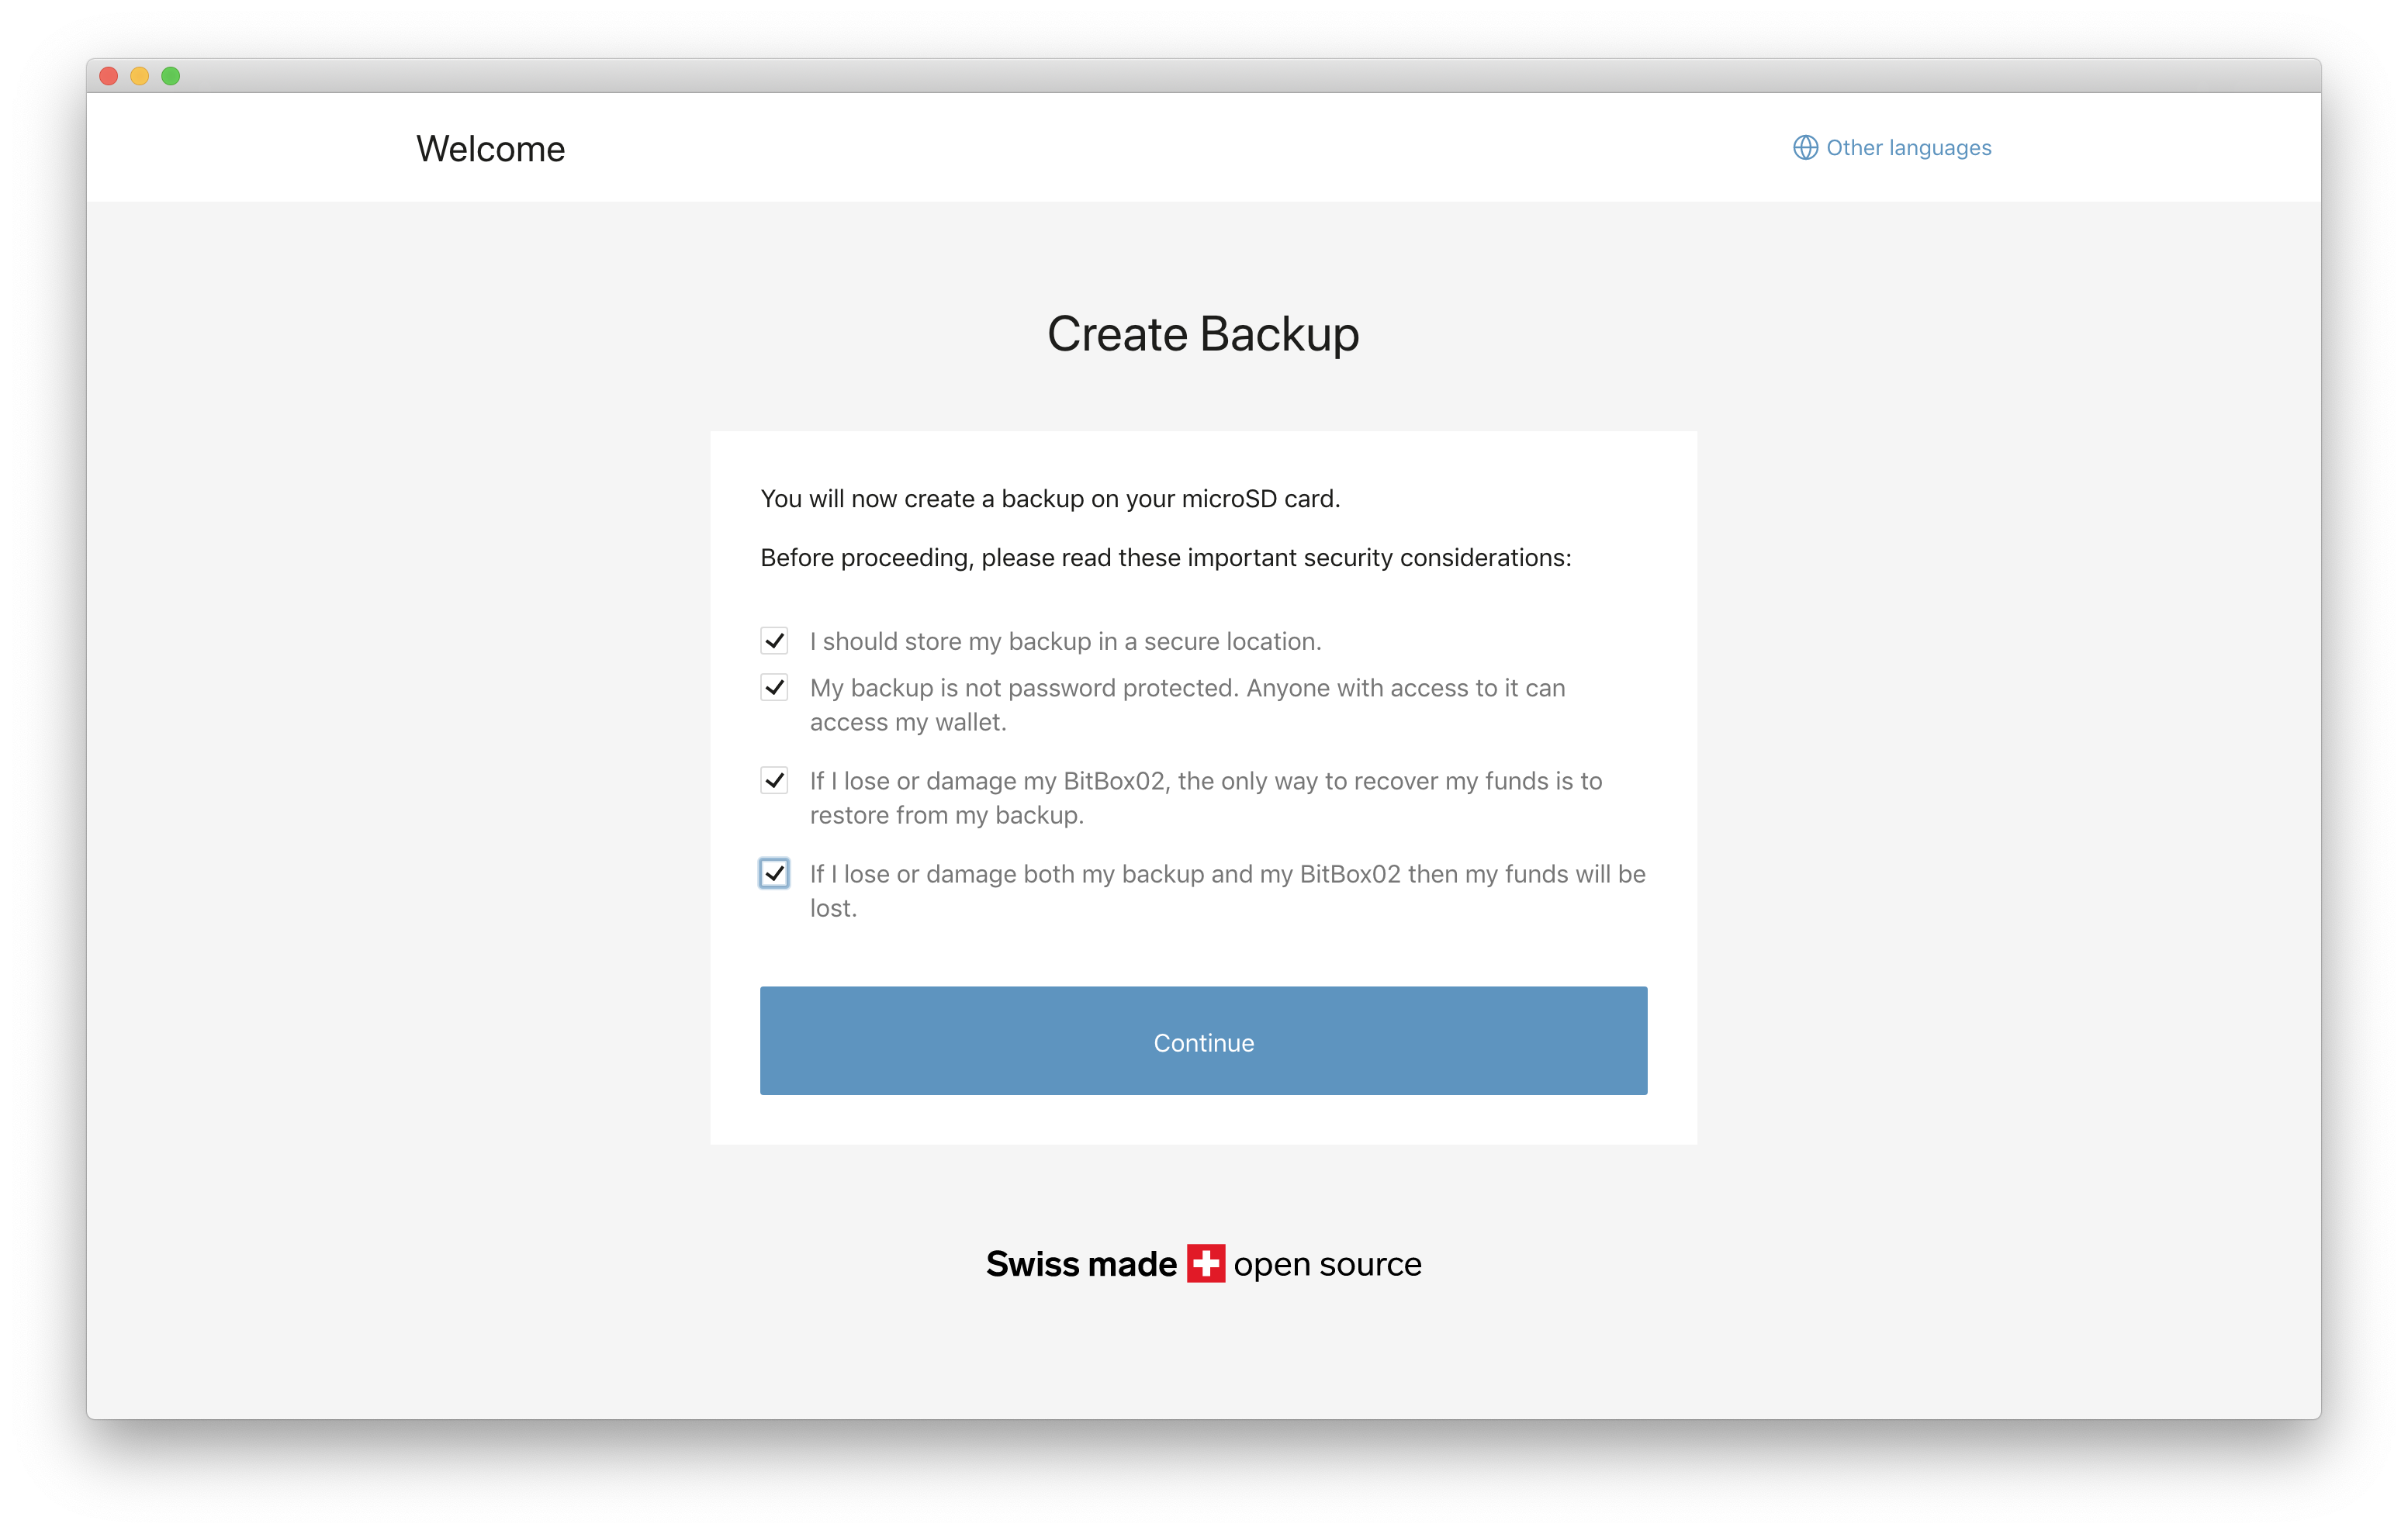 Welcome
Other languages
Create Backup
You will now create a backup on your microSD card.
Before proceeding, please read these important security considerations:
I should store my backup in a secure location.
My backup is not password protected. Anyone with access to it can
access my wallet.
If I lose or damage my BitBox02, the only way to recover my funds is to
restore from my backup.
If I lose or damage both my backup and my BitBox02 then my funds will be
lost.
Continue
Swiss made open source